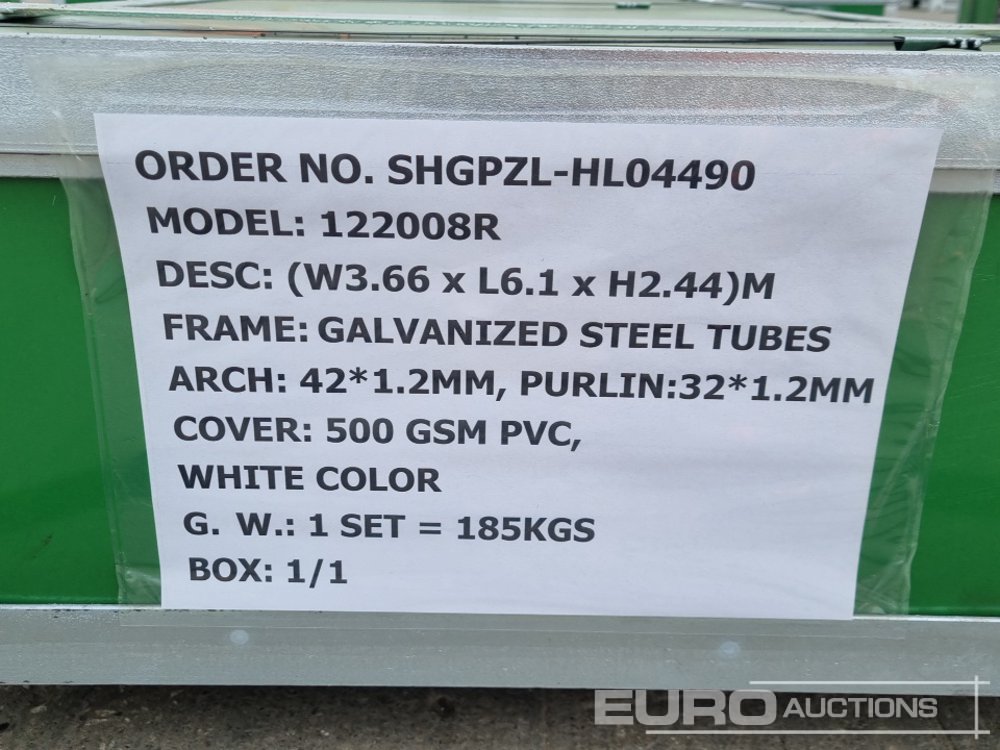 ORDER NO. SHGPZL-HL04490
MODEL: 122008R
DESC: (W3.66 x L6.1 x H2.44)M
FRAME: GALVANIZED STEEL TUBES
ARCH: 42*1.2MM, PURLIN:32*1.2MM
COVER: 500 GSM PVC,
WHITE COLOR
G. W.: 1 SET = 185KGS
BOX: 1/1
EURO AUCTIONS